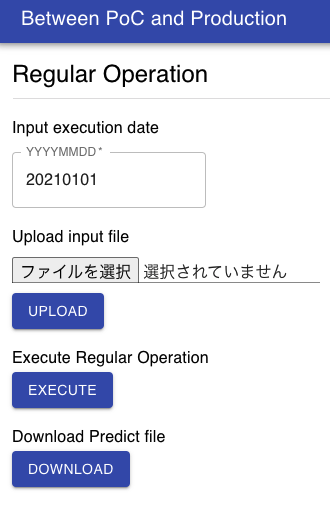 Between PoC and Production
Regular Operation
Input execution date
YYYYMMDD *
20210101
Upload input file
ファイルを選択 選択されていません
UPLOAD
Execute Regular Operation
EXECUTE
Download Predict file
DOWNLOAD